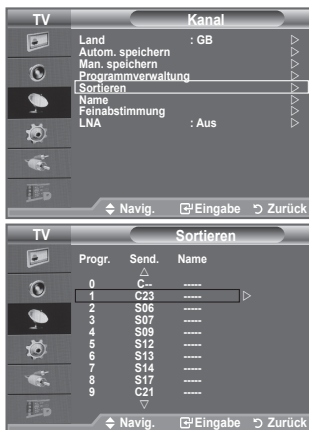 TV Kanal
Land : GB
Autom. speichern
Man. speichern
Programmverwaltung
Sortieren
Name
Feinabstimmung
LNA : Aus
Navig. Eingabe Zurück
TV Sortieren
Progr. Send. Name
0 C-- -----
1 C23 -----
2 S06 -----
3 S07 -----
4 S09 -----
5 S12 -----
6 S13 -----
7 S14 -----
8 S17 -----
9 C21 -----
Navig. Eingabe Zurück